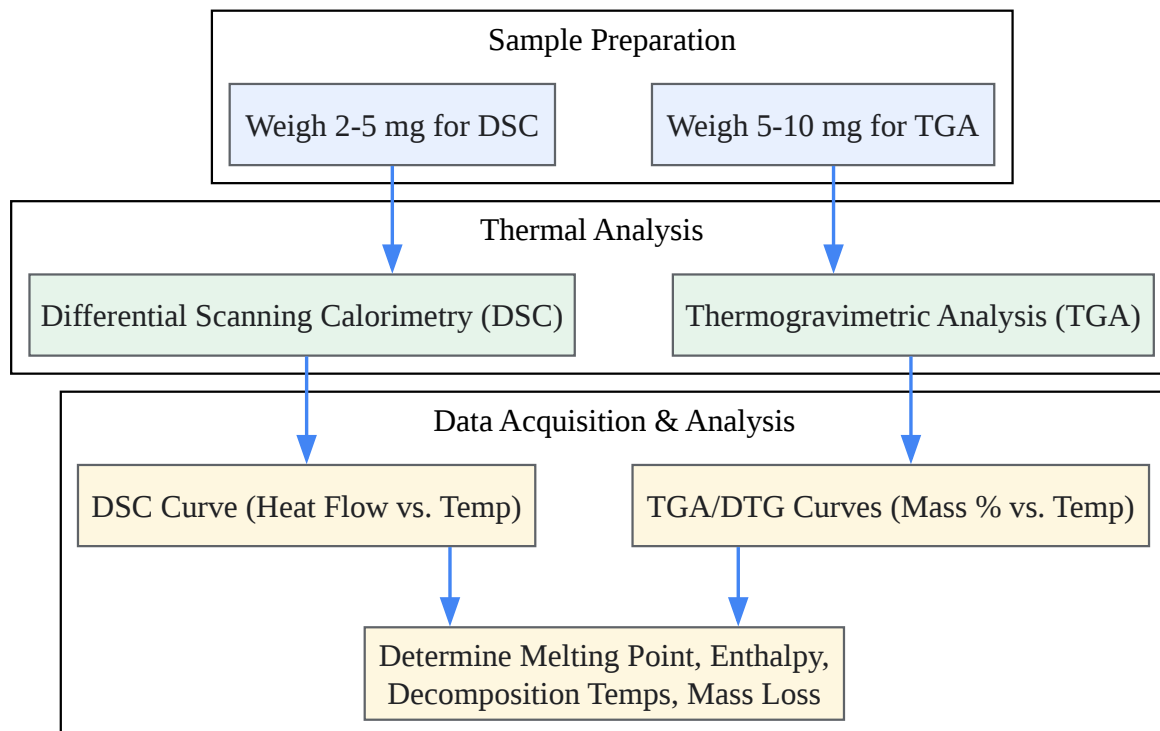 Sample Preparation
Weigh 2-5 mg for DSC
Weigh 5-10 mg for TGA
Thermal Analysis
Differential Scanning Calorimetry (DSC)
Thermogravimetric Analysis (TGA)
Data Acquisition & Analysis
DSC Curve (Heat Flow vs. Temp)
TGA/DTG Curves (Mass % vs. Temp)
Determine Melting Point, Enthalpy,
Decomposition Temps, Mass Loss